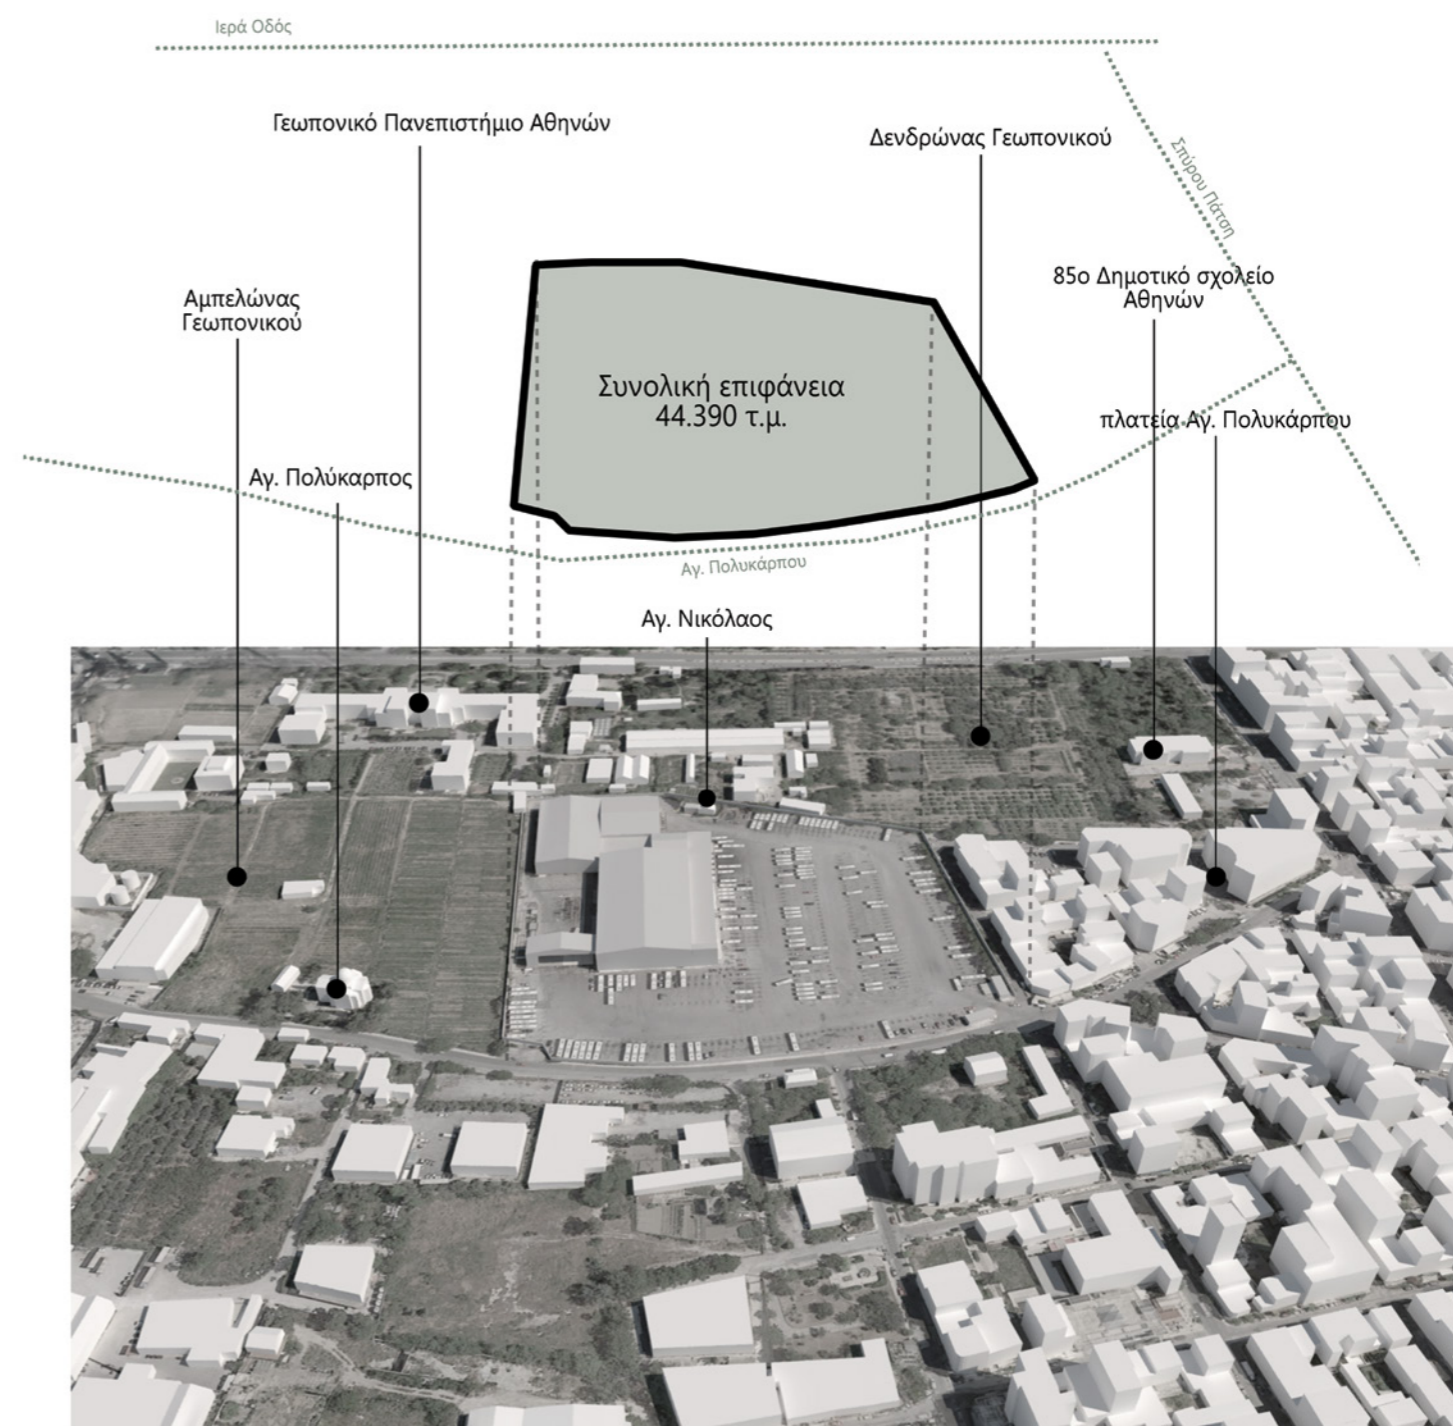 Ιερά Οδός
Γεωπονικό Πανεπιστήμιο Αθηνών
Δενδρώνας Γεωπονικού
Σπύρου Πάτση
85ο Δημοτικό σχολείο
Αθηνών
Αμπελώνας
Γεωπονικού
Συνολική επιφάνεια
44.390 τ.μ.
πλατεία Αγ. Πολυκάρπου
Αγ. Πολύκαρπος
Αγ. Πολυκάρπου
Αγ. Νικόλαος